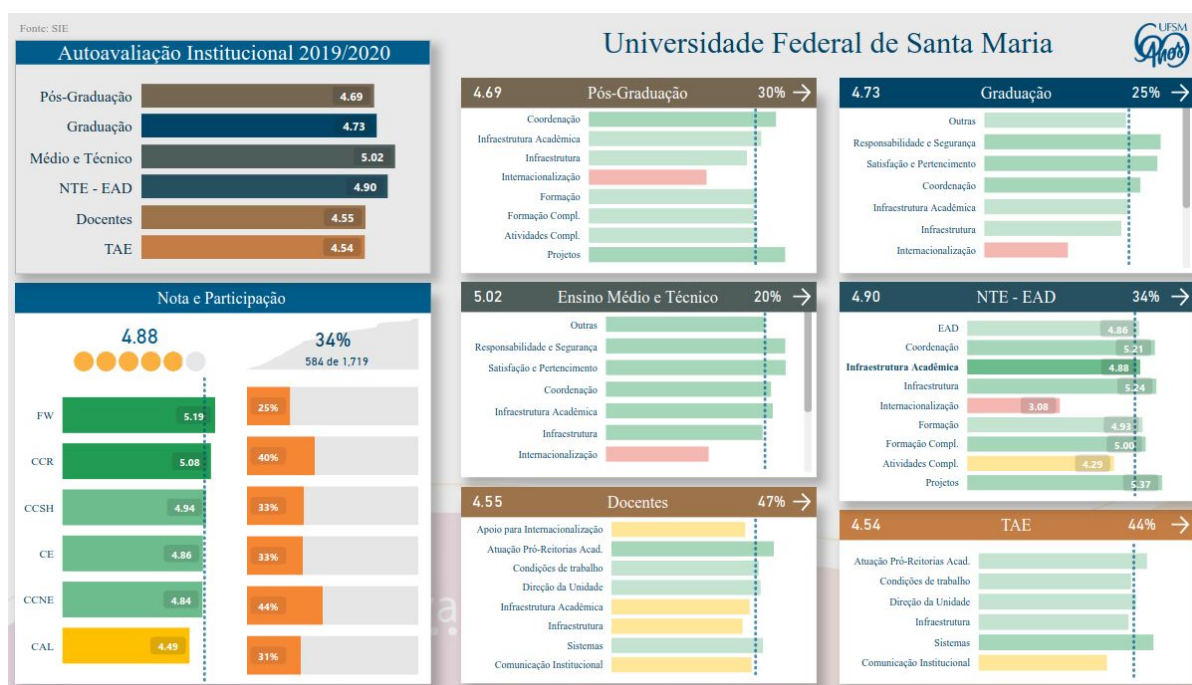 Fonte: SIE
Autoavaliação Institucional 2019/2020
Pós-Graduação 4.69
Graduação 4.73
Médio e Técnico 5.02
NTE - EAD 4.90
Docentes 4.55
TAE 4.54
Universidade Federal de Santa Maria
UFSM
60 Anos
4.69 Pós-Graduação 30% →
Coordenação
Infraestrutura Acadêmica
Infraestrutura
Internacionalização
Formação
Formação Compl.
Atividades Compl.
Projetos
4.73 Graduação 25% →
Outras
Responsabilidade e Segurança
Satisfação e Pertencimento
Coordenação
Infraestrutura Acadêmica
Infraestrutura
Internacionalização
Nota e Participação
4.88
34%
584 de 1,719
FW 5.19 25%
CCR 5.08 40%
CCSH 4.94 33%
CE 4.86 33%
CCNE 4.84 44%
CAL 4.49 31%
5.02 Ensino Médio e Técnico 20% →
Outras
Responsabilidade e Segurança
Satisfação e Pertencimento
Coordenação
Infraestrutura Acadêmica
Infraestrutura
Internacionalização
4.90 NTE - EAD 34% →
EAD 4.86
Coordenação 5.21
Infraestrutura Acadêmica 4.88
Infraestrutura 5.24
Internacionalização 3.08
Formação 4.93
Formação Compl. 5.00
Atividades Compl. 4.29
Projetos 5.37
4.55 Docentes 47% →
Apoio para Internacionalização
Atuação Pró-Reitorias Acad.
Condições de trabalho
Direção da Unidade
Infraestrutura Acadêmica
Infraestrutura
Sistemas
Comunicação Institucional
4.54 TAE 44% →
Atuação Pró-Reitorias Acad.
Condições de trabalho
Direção da Unidade
Infraestrutura
Sistemas
Comunicação Institucional